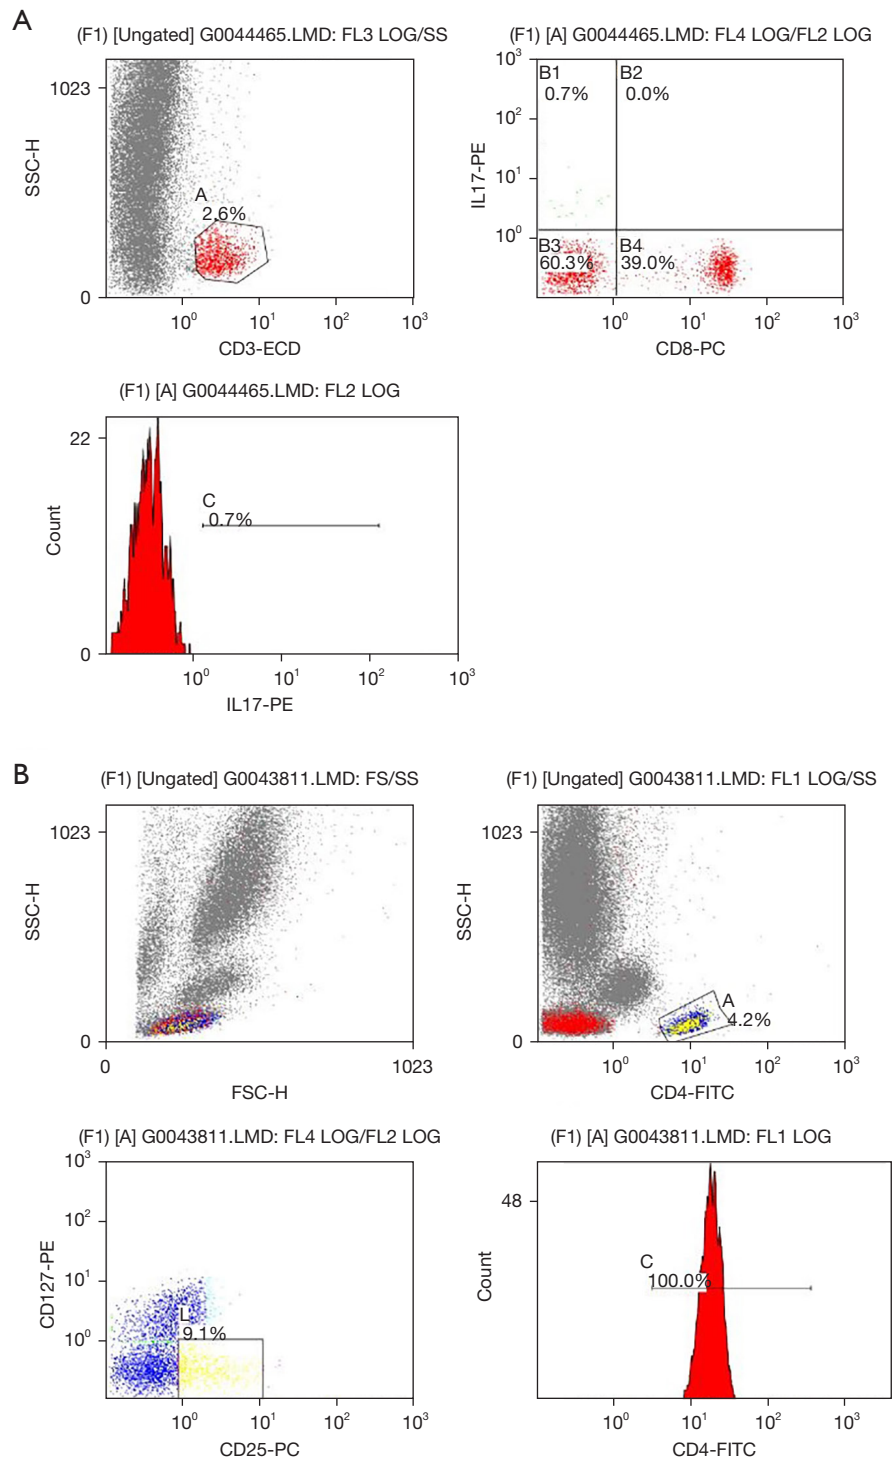 A
(F1) [Ungated] G0044465.LMD: FL3 LOG/SS
1023
SSC-H
A
2.6%
0
10⁰ 10¹ 10² 10³
CD3-ECD
(F1) [A] G0044465.LMD: FL4 LOG/FL2 LOG
10³
B1 B2
0.7% 0.0%
10²
IL17-PE
10¹
10⁰
B3 B4
60.3% 39.0%
10⁰ 10¹ 10² 10³
CD8-PC
(F1) [A] G0044465.LMD: FL2 LOG
22
Count
C
0.7%
0
10⁰ 10¹ 10² 10³
IL17-PE
B
(F1) [Ungated] G0043811.LMD: FS/SS
1023
SSC-H
0
0 1023
FSC-H
(F1) [Ungated] G0043811.LMD: FL1 LOG/SS
1023
SSC-H
A
4.2%
0
10⁰ 10¹ 10² 10³
CD4-FITC
(F1) [A] G0043811.LMD: FL4 LOG/FL2 LOG
10³
10²
CD127-PE
10¹
L
9.1%
10⁰
10⁰ 10¹ 10² 10³
CD25-PC
(F1) [A] G0043811.LMD: FL1 LOG
48
Count
C
100.0%
10⁰ 10¹ 10² 10³
CD4-FITC